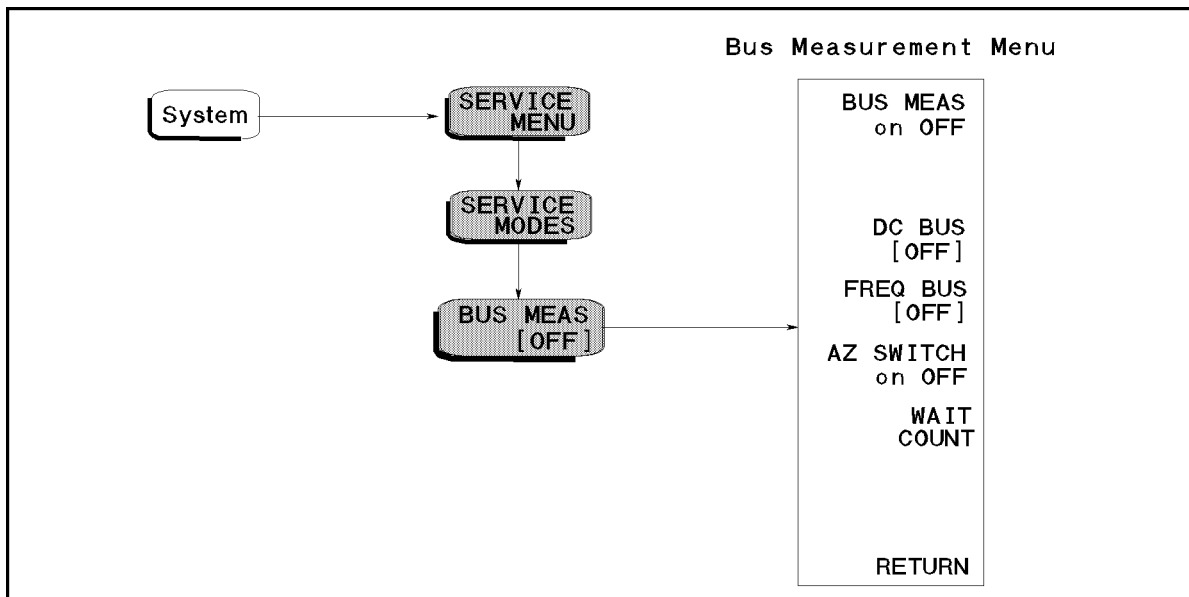 Bus Measurement Menu
System
SERVICE
MENU
SERVICE
MODES
BUS MEAS
[OFF]
BUS MEAS
on OFF
DC BUS
[OFF]
FREQ BUS
[OFF]
AZ SWITCH
on OFF
WAIT
COUNT
RETURN